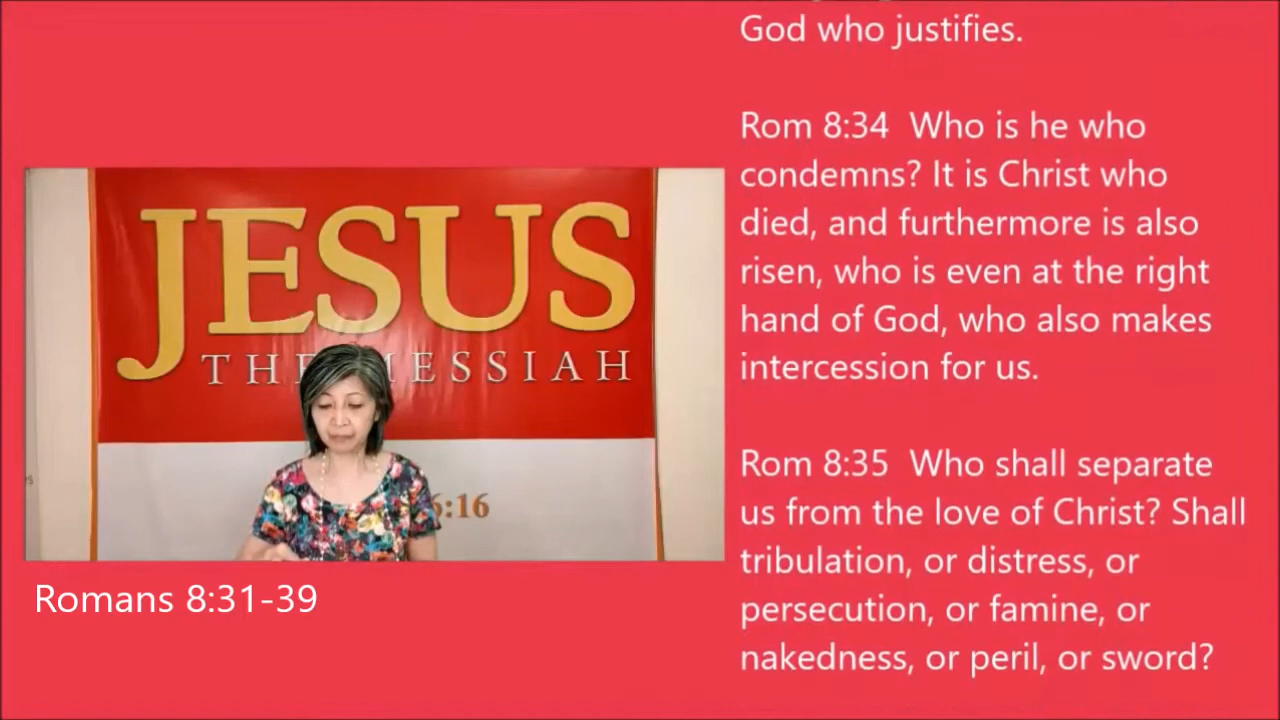 JESUS
THE MESSIAH
6:16
Romans 8:31-39
God who justifies.
Rom 8:34  Who is he who
condemns? It is Christ who
died, and furthermore is also
risen, who is even at the right
hand of God, who also makes
intercession for us.
Rom 8:35  Who shall separate
us from the love of Christ? Shall
tribulation, or distress, or
persecution, or famine, or
nakedness, or peril, or sword?